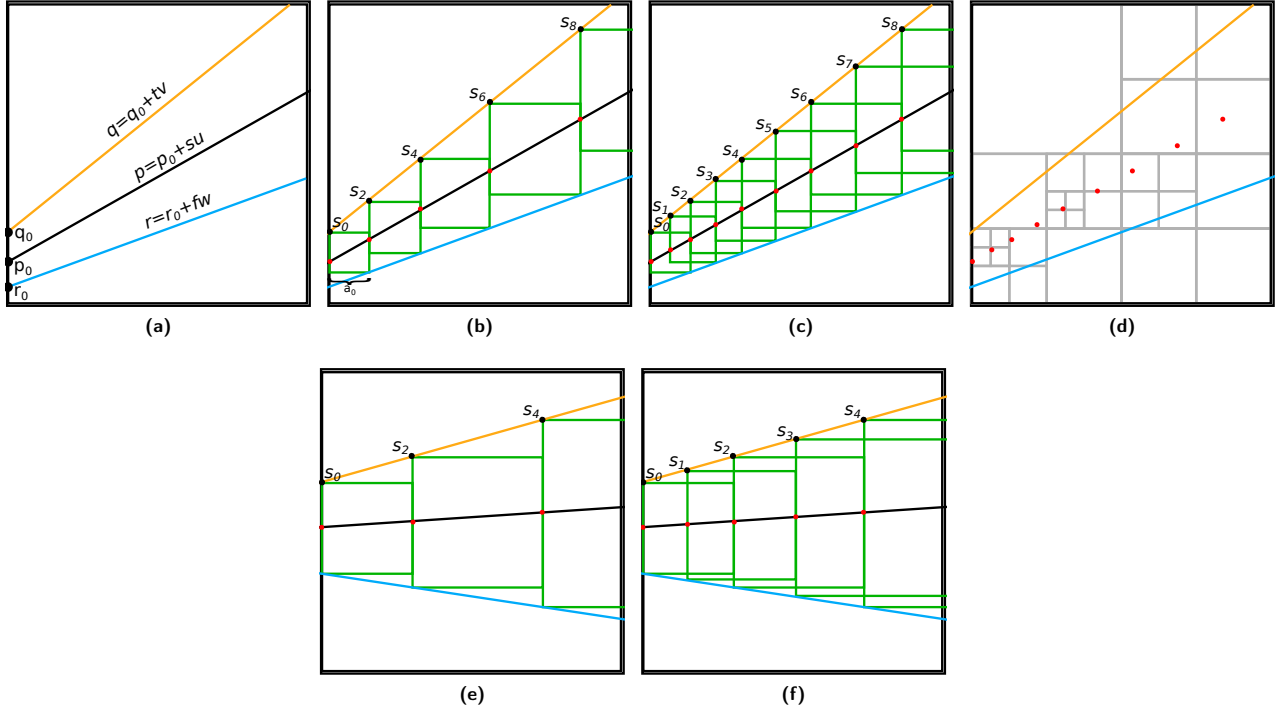 q=q₀+tv
p=p₀+su
r=r₀+fw
q₀
p₀
r₀
(a)
s₈
s₆
s₄
s₂
s₀
a₀
(b)
s₈
s₇
s₆
s₅
s₄
s₃
s₂
s₁
s₀
(c)
(d)
s₄
s₂
s₀
(e)
s₄
s₃
s₂
s₁
s₀
(f)